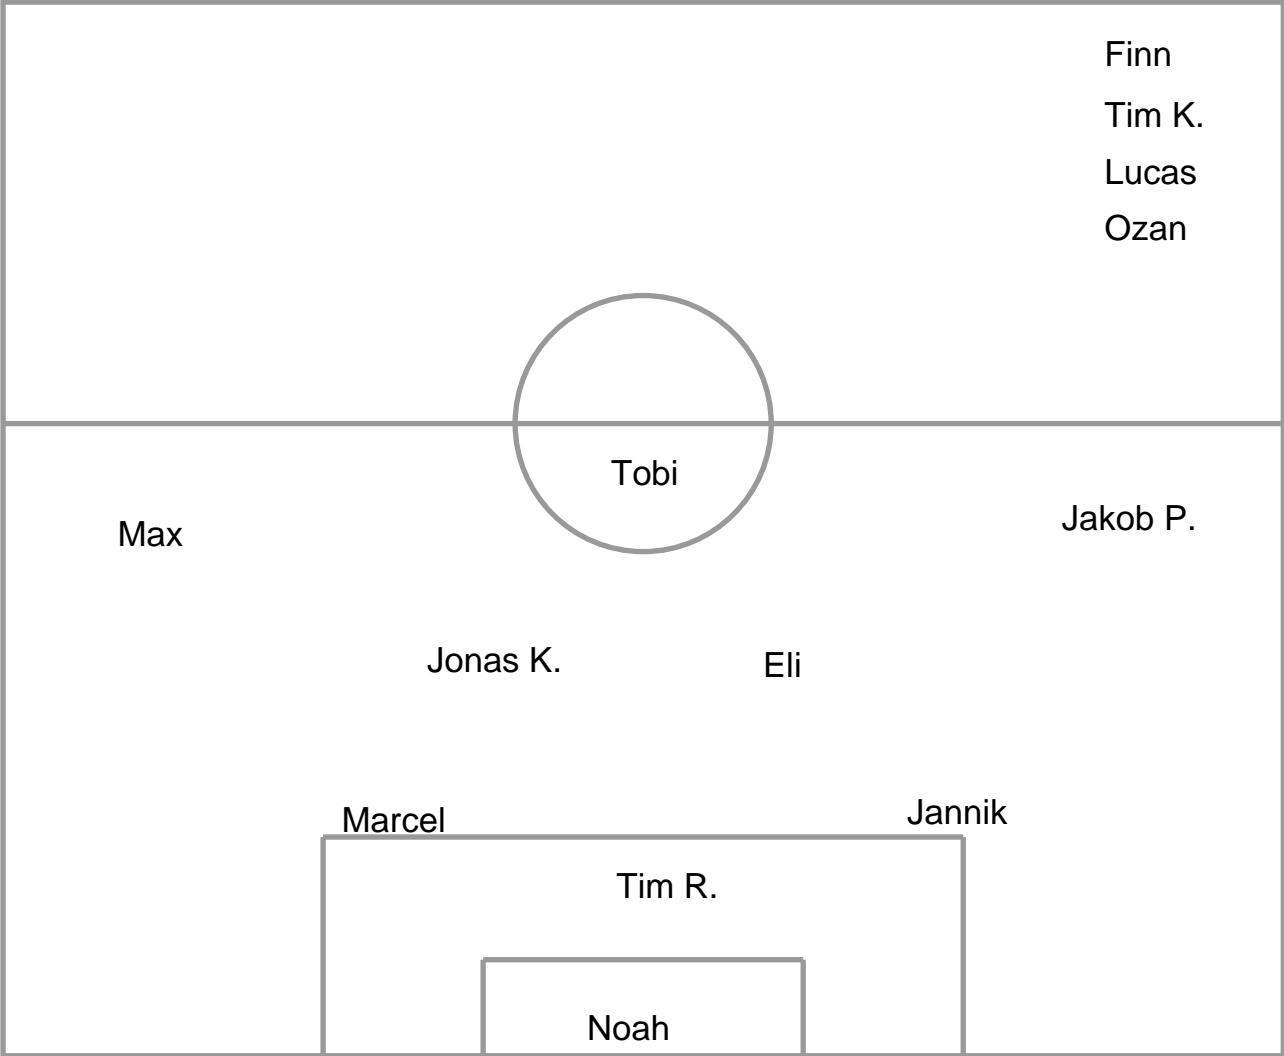 Finn
Tim K.
Lucas
Ozan
Tobi
Max
Jakob P.
Jonas K.
Eli
Marcel
Jannik
Tim R.
Noah